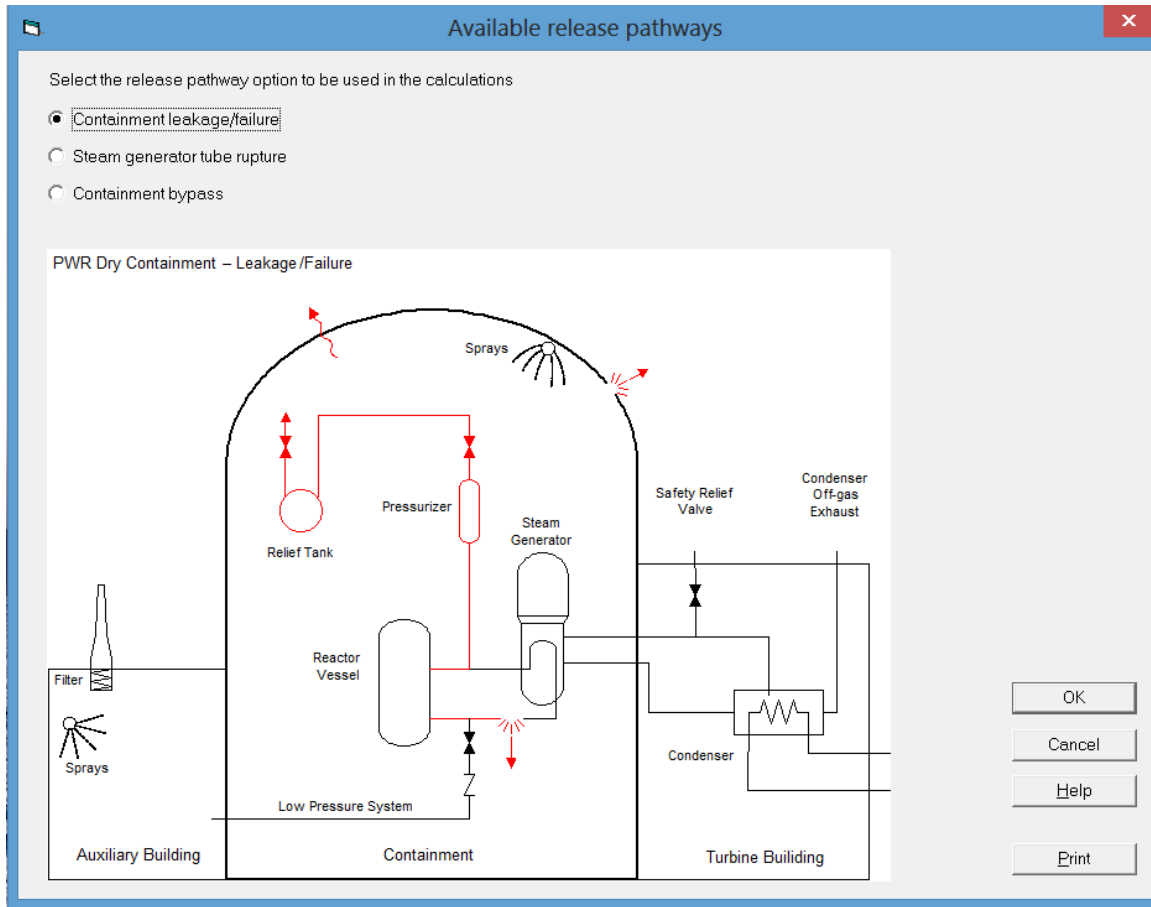 Available release pathways
Select the release pathway option to be used in the calculations
Containment leakage/failure
Steam generator tube rupture
Containment bypass
PWR Dry Containment – Leakage/Failure
Sprays
Pressurizer
Relief Tank
Steam
Generator
Safety Relief
Valve
Condenser
Off-gas
Exhaust
Reactor
Vessel
Filter
Sprays
Condenser
Low Pressure System
Auxiliary Building
Containment
Turbine Builiding
OK
Cancel
Help
Print